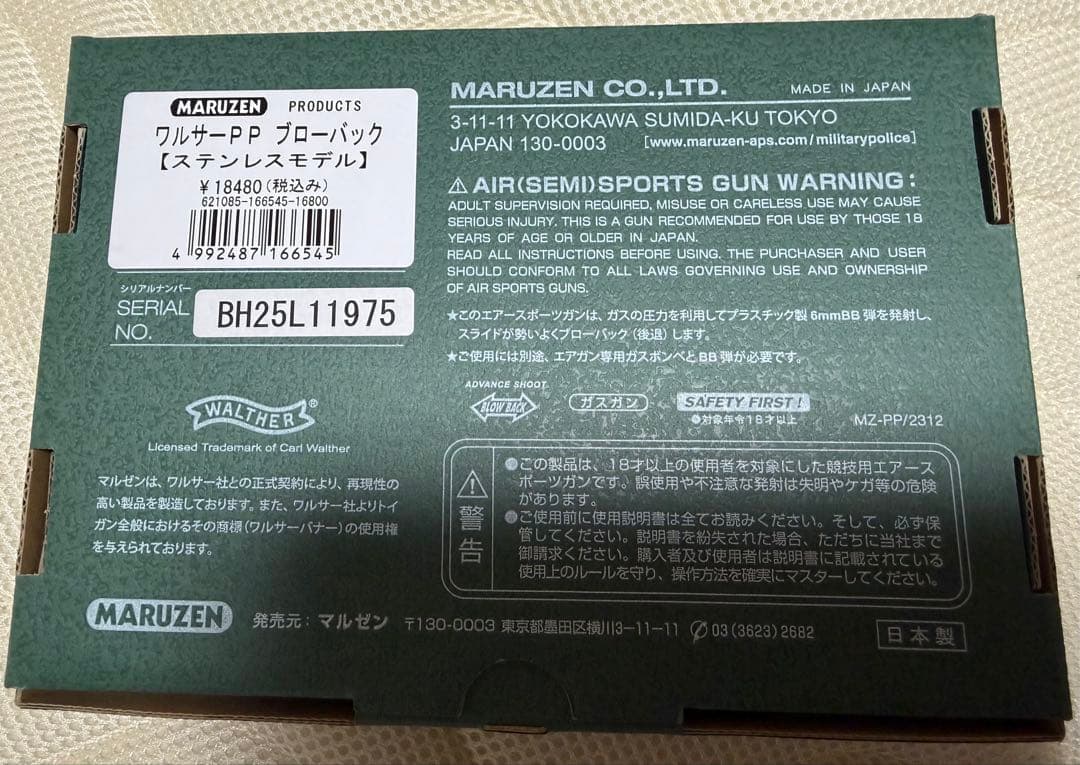 MARUZEN PRODUCTS
ワルサーPP ブローバック
【ステンレスモデル】
¥18480(税込み)
621085-166545-16800
4 992487 166545
シリアルナンバー
SERIAL
NO.
BH25L11975
WALTHER®
Licensed Trademark of Carl Walther
マルゼンは、ワルサー社との正式契約により、再現性の
高い製品を製造しております。また、ワルサー社よりトイ
ガン全般におけるその商標(ワルサーバナー)の使用権
を与えられております。
MARUZEN CO.,LTD. MADE IN JAPAN
3-11-11 YOKOKAWA SUMIDA-KU TOKYO
JAPAN 130-0003 [www.maruzen-aps.com/militarypolice]
⚠ AIR(SEMI)SPORTS GUN WARNING:
ADULT SUPERVISION REQUIRED, MISUSE OR CARELESS USE MAY CAUSE
SERIOUS INJURY. THIS IS A GUN RECOMMENDED FOR USE BY THOSE 18
YEARS OF AGE OR OLDER IN JAPAN.
READ ALL INSTRUCTIONS BEFORE USING. THE PURCHASER AND USER
SHOULD CONFORM TO ALL LAWS GOVERNING USE AND OWNERSHIP
OF AIR SPORTS GUNS.
★このエアースポーツガンは、ガスの圧力を利用してプラスチック製6mmBB弾を発射し、
スライドが勢いよくブローバック(後退)します。
★ご使用には別途、エアガン専用ガスボンベとBB弾が必要です。
ADVANCE SHOOT
BLOW BACK
ガスガン
SAFETY FIRST!
●対象年令18才以上
MZ-PP/2312
警告
●この製品は、18才以上の使用者を対象にした競技用エアース
ポーツガンです。誤使用や不注意な発射は失明やケガ等の危険
があります。
●ご使用前に使用説明書は全てお読みください。そして、必ず保
管してください。説明書を紛失された場合、ただちに当社まで
御請求ください。購入者及び使用者は説明書に記載されている
使用上のルールを守り、操作方法を確実にマスターしてください。
MARUZEN 発売元:マルゼン 〒130-0003 東京都墨田区横川3-11-11 ✆03(3623)2682
日本製